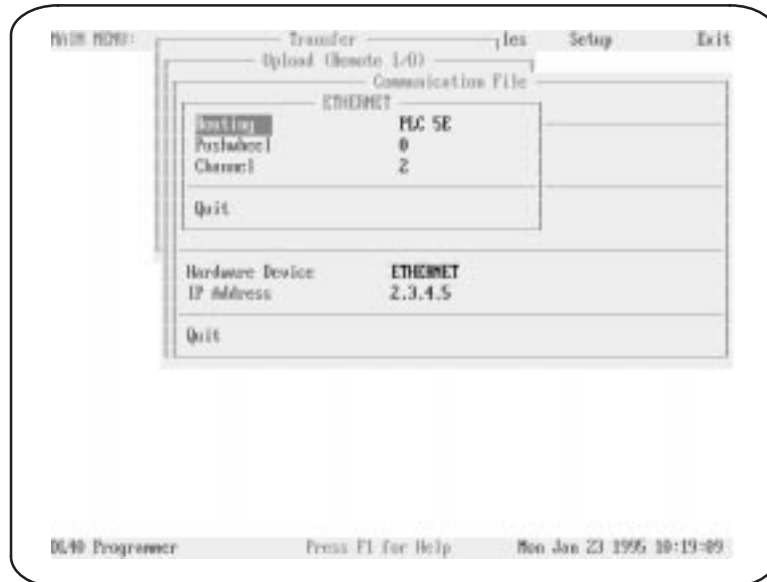 MAIN MENU: Transfer les Setup Exit
Upload (Remote I/O)
Communication File
ETHERNET
Routing PLC 5E
Pushwheel 0
Channel 2
Quit
Hardware Device ETHERNET
IP Address 2.3.4.5
Quit
DL40 Programmer Press F1 for Help Mon Jan 23 1995 10:19:09